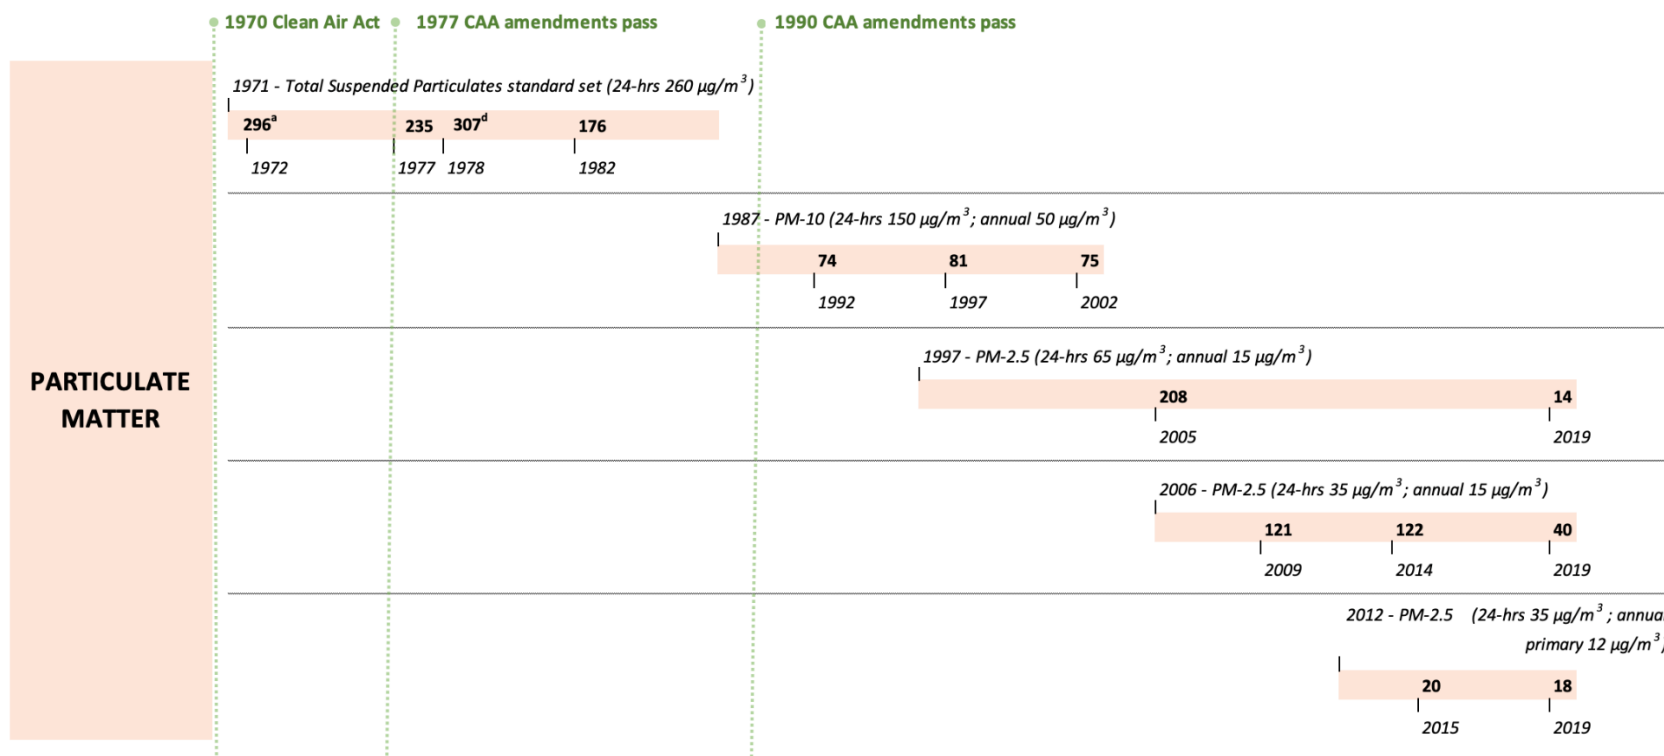 1970 Clean Air Act
1977 CAA amendments pass
1990 CAA amendments pass
PARTICULATE
MATTER
1971 - Total Suspended Particulates standard set (24-hrs 260 µg/m³)
296ᵃ 235 307ᵈ 176
1972 1977 1978 1982
1987 - PM-10 (24-hrs 150 µg/m³; annual 50 µg/m³)
74 81 75
1992 1997 2002
1997 - PM-2.5 (24-hrs 65 µg/m³; annual 15 µg/m³)
208 14
2005 2019
2006 - PM-2.5 (24-hrs 35 µg/m³; annual 15 µg/m³)
121 122 40
2009 2014 2019
2012 - PM-2.5 (24-hrs 35 µg/m³ ; annual
primary 12 µg/m³)
20 18
2015 2019